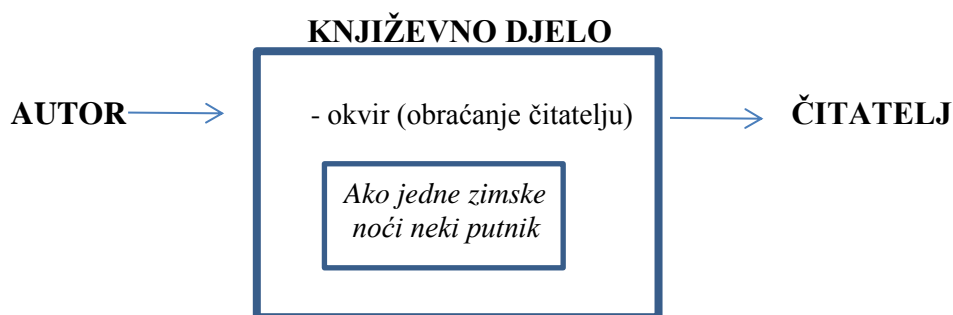 KNJIŽEVNO DJELO
AUTOR
- okvir (obraćanje čitatelju)
ČITATELJ
Ako jedne zimske
noći neki putnik